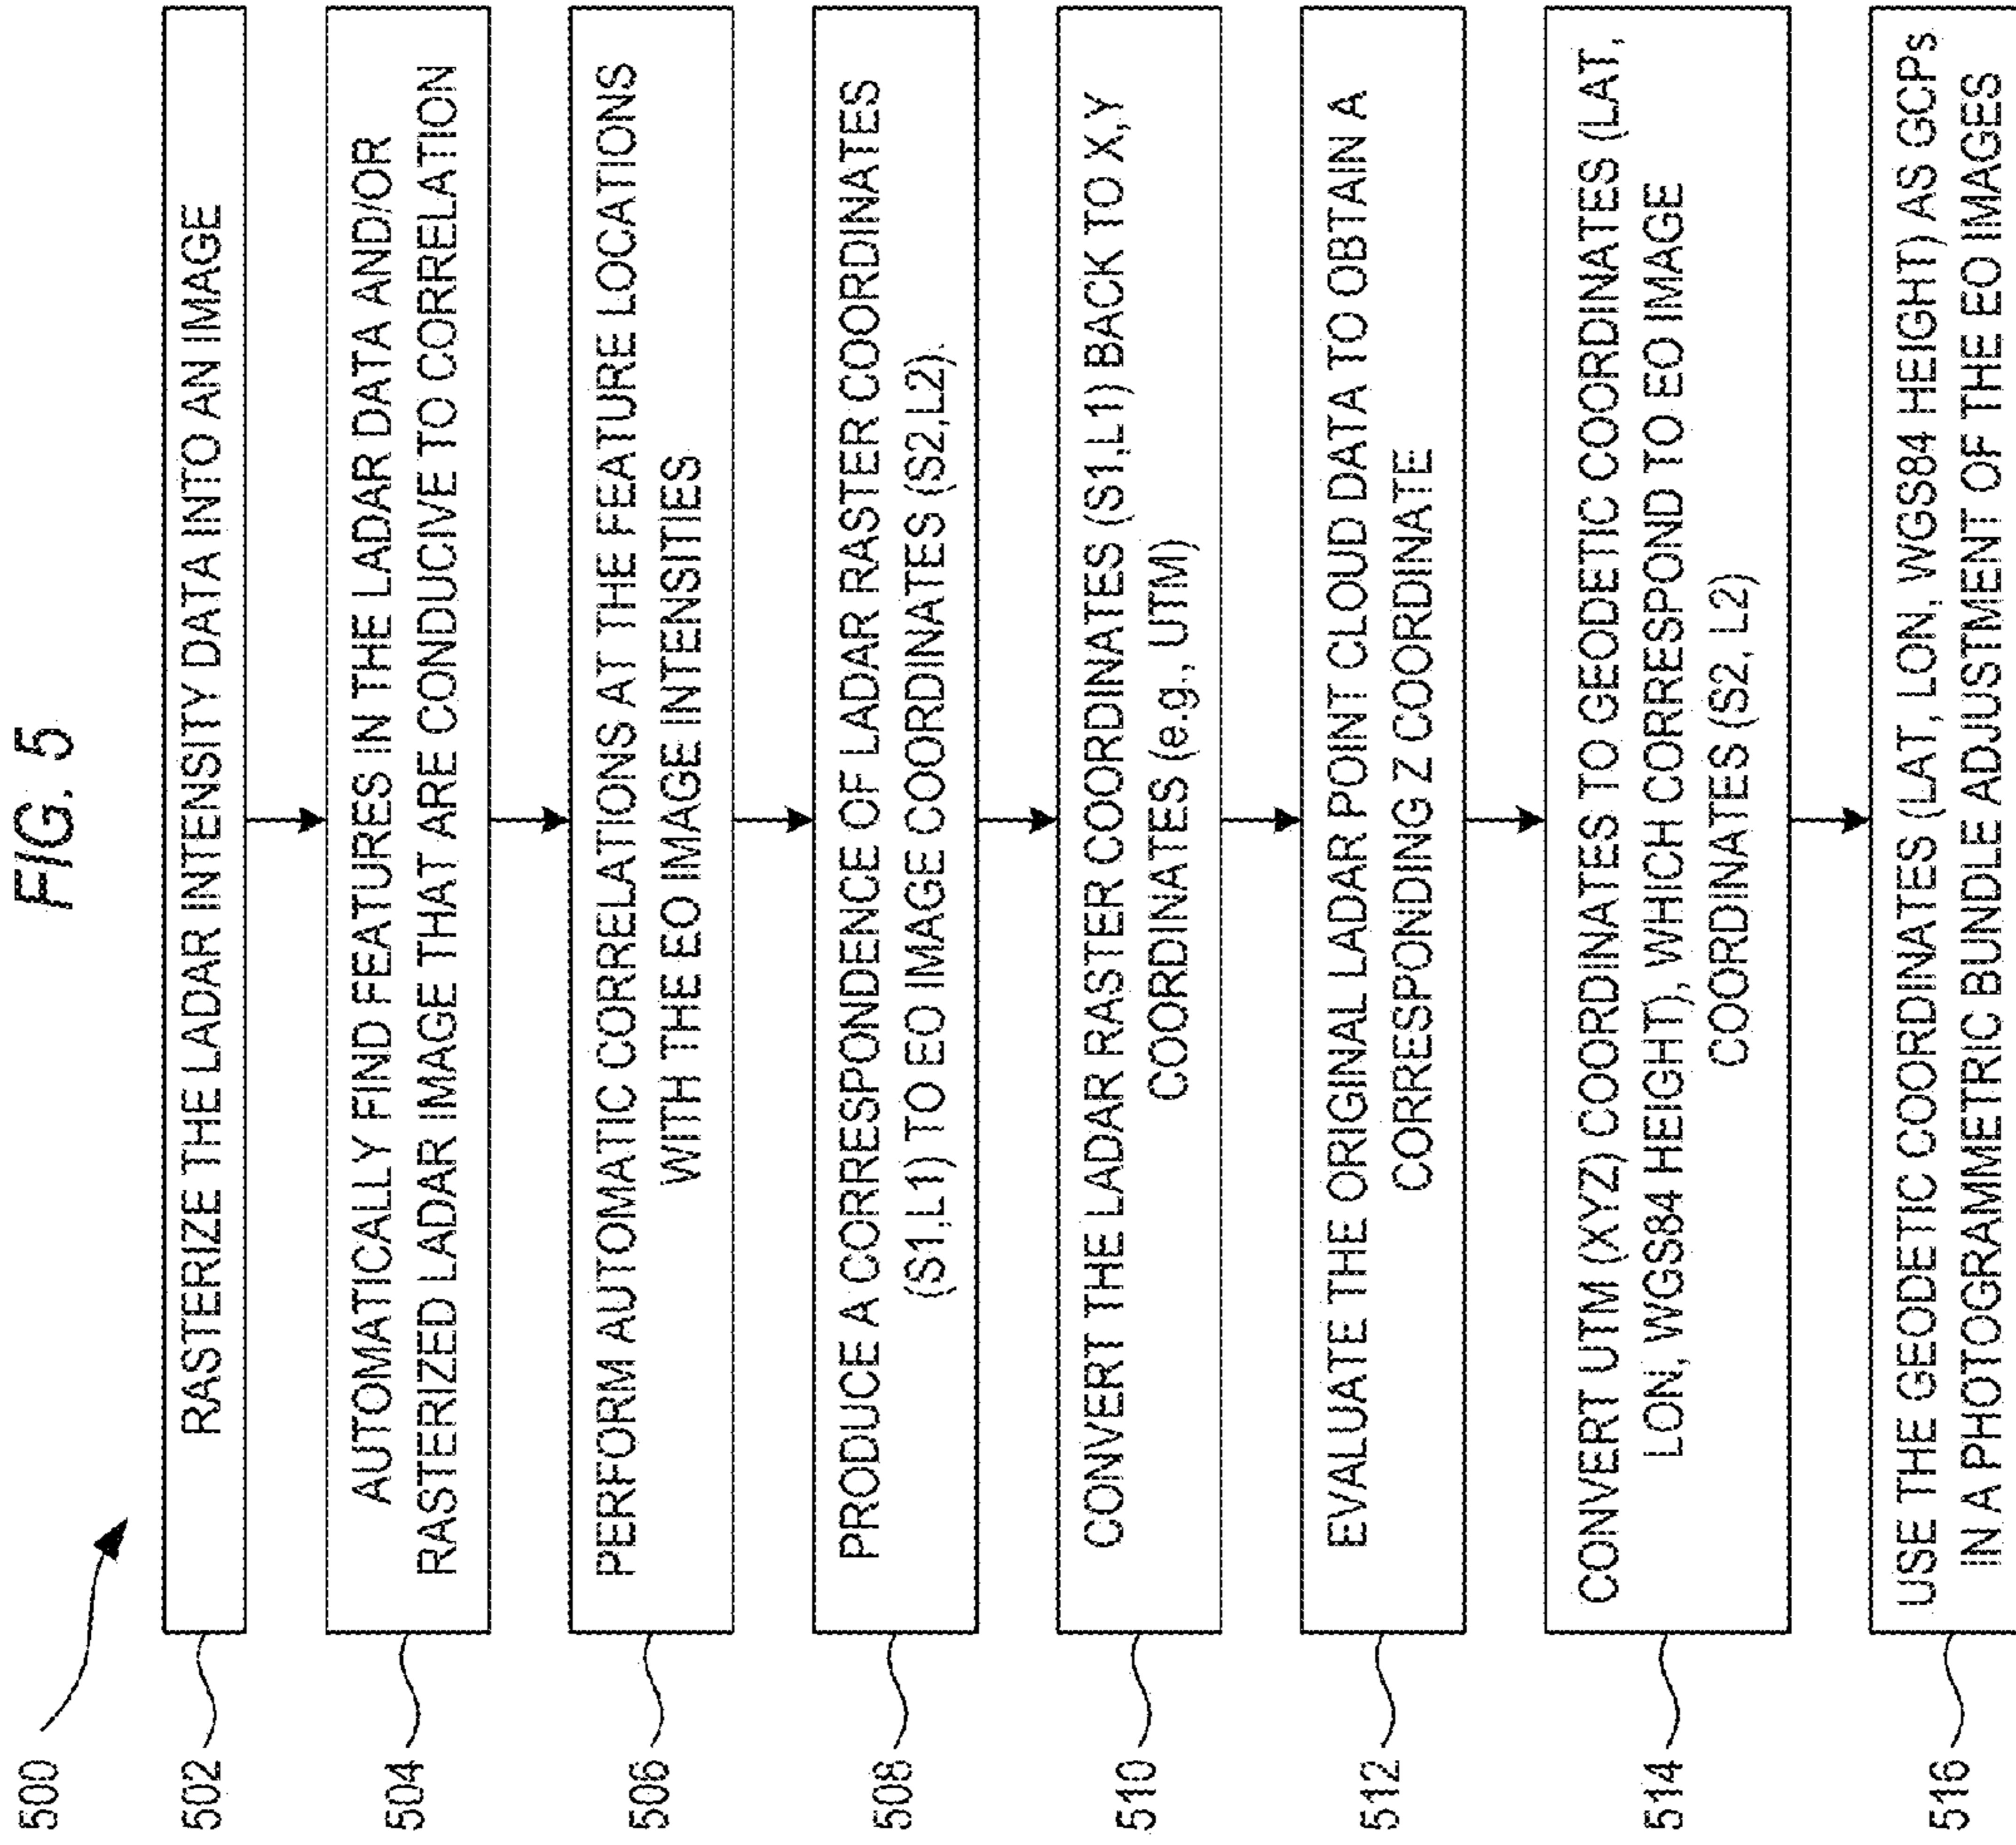 FIG. 5
500
502
RASTERIZE THE LADAR INTENSITY DATA INTO AN IMAGE
504
AUTOMATICALLY FIND FEATURES IN THE LADAR DATA AND/OR
RASTERIZED LADAR IMAGE THAT ARE CONDUCIVE TO CORRELATION
506
PERFORM AUTOMATIC CORRELATIONS AT THE FEATURE LOCATIONS
WITH THE EO IMAGE INTENSITIES
508
PRODUCE A CORRESPONDENCE OF LADAR RASTER COORDINATES
(S1,L1) TO EO IMAGE COORDINATES (S2,L2).
510
CONVERT THE LADAR RASTER COORDINATES (S1,L1) BACK TO X,Y
COORDINATES (e.g., UTM)
512
EVALUATE THE ORIGINAL LADAR POINT CLOUD DATA TO OBTAIN A
CORRESPONDING Z COORDINATE
514
CONVERT UTM (XYZ) COORDINATES TO GEODETIC COORDINATES (LAT,
LON, WGS84 HEIGHT), WHICH CORRESPOND TO EO IMAGE
COORDINATES (S2, L2)
516
USE THE GEODETIC COORDINATES (LAT, LON, WGS84 HEIGHT) AS GCPs
IN A PHOTOGRAMMETRIC BUNDLE ADJUSTMENT OF THE EO IMAGES